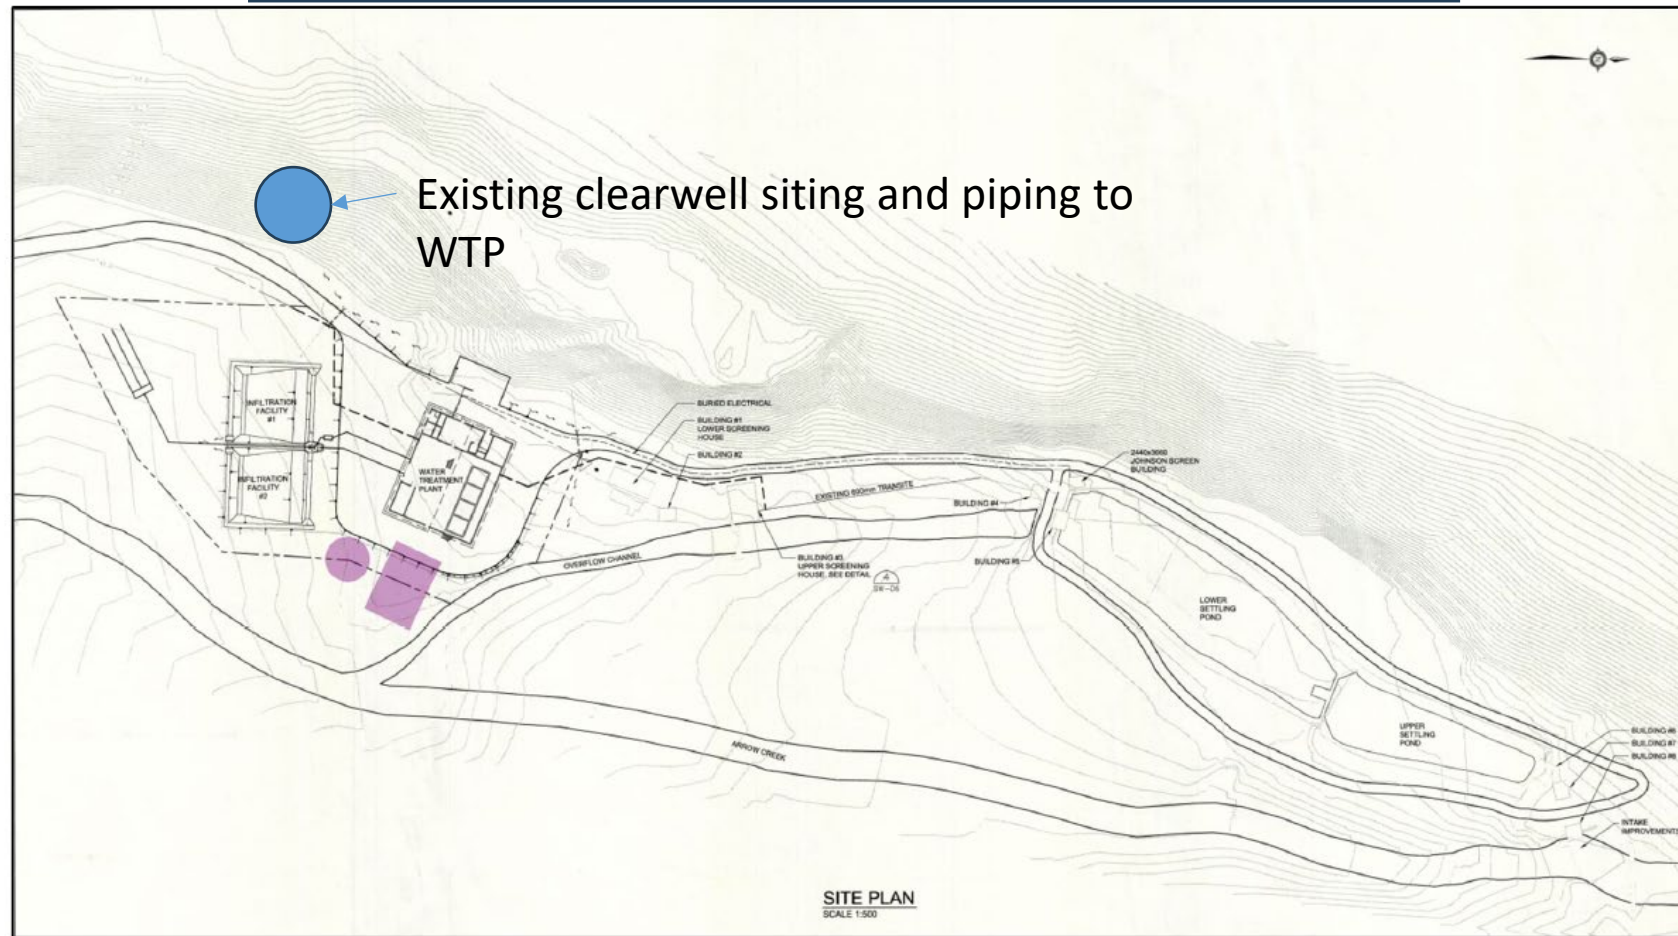 Existing clearwell siting and piping to
WTP
INFILTRATION
FACILITY
#1
INFILTRATION
FACILITY
#2
WATER
TREATMENT
PLANT
BURIED ELECTRICAL
BUILDING #1
LOWER SCREENING
HOUSE
BUILDING #2
EXISTING 600mm TRANSITE
OVERFLOW CHANNEL
BUILDING #3
UPPER SCREENING
HOUSE, SEE DETAIL
4
SW-D6
2440x3660
JOHNSON SCREEN
BUILDING
BUILDING #4
BUILDING #5
LOWER
SETTLING
POND
UPPER
SETTLING
POND
BUILDING #6
BUILDING #7
BUILDING #8
INTAKE
IMPROVEMENTS
ARROW CREEK
SITE PLAN
SCALE 1:500